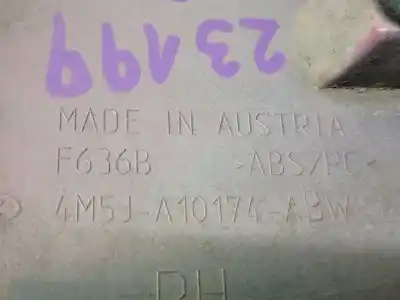 23199
MADE IN AUSTRIA
F636B >ABS/PC<
4M5J-A10174-ABW
RH